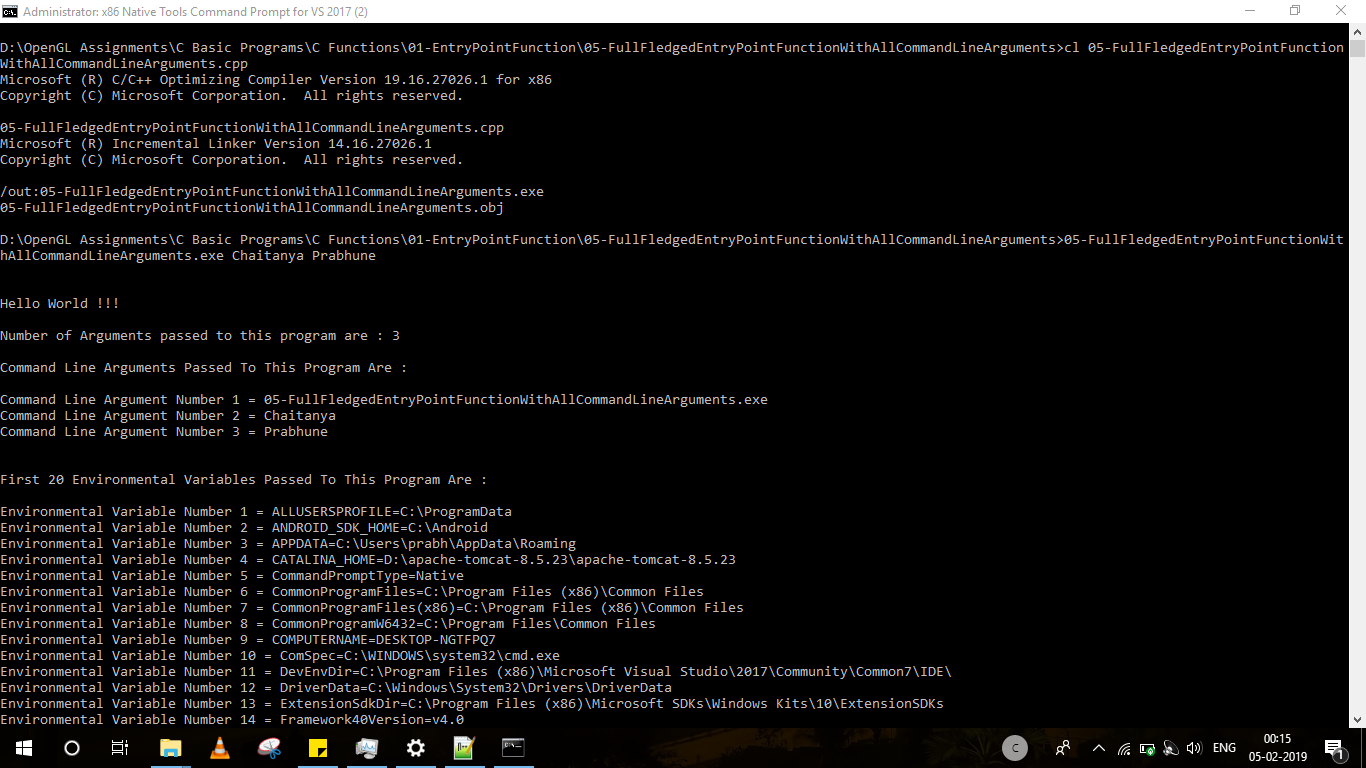 Administrator: x86 Native Tools Command Prompt for VS 2017 (2)
D:\OpenGL Assignments\C Basic Programs\C Functions\01-EntryPointFunction\05-FullFledgedEntryPointFunctionWithAllCommandLineArguments>cl 05-FullFledgedEntryPointFunction
WithAllCommandLineArguments.cpp
Microsoft (R) C/C++ Optimizing Compiler Version 19.16.27026.1 for x86
Copyright (C) Microsoft Corporation.  All rights reserved.
05-FullFledgedEntryPointFunctionWithAllCommandLineArguments.cpp
Microsoft (R) Incremental Linker Version 14.16.27026.1
Copyright (C) Microsoft Corporation.  All rights reserved.
/out:05-FullFledgedEntryPointFunctionWithAllCommandLineArguments.exe
05-FullFledgedEntryPointFunctionWithAllCommandLineArguments.obj
D:\OpenGL Assignments\C Basic Programs\C Functions\01-EntryPointFunction\05-FullFledgedEntryPointFunctionWithAllCommandLineArguments>05-FullFledgedEntryPointFunctionWit
hAllCommandLineArguments.exe Chaitanya Prabhune
Hello World !!!
Number of Arguments passed to this program are : 3
Command Line Arguments Passed To This Program Are :
Command Line Argument Number 1 = 05-FullFledgedEntryPointFunctionWithAllCommandLineArguments.exe
Command Line Argument Number 2 = Chaitanya
Command Line Argument Number 3 = Prabhune
First 20 Environmental Variables Passed To This Program Are :
Environmental Variable Number 1 = ALLUSERSPROFILE=C:\ProgramData
Environmental Variable Number 2 = ANDROID_SDK_HOME=C:\Android
Environmental Variable Number 3 = APPDATA=C:\Users\prabh\AppData\Roaming
Environmental Variable Number 4 = CATALINA_HOME=D:\apache-tomcat-8.5.23\apache-tomcat-8.5.23
Environmental Variable Number 5 = CommandPromptType=Native
Environmental Variable Number 6 = CommonProgramFiles=C:\Program Files (x86)\Common Files
Environmental Variable Number 7 = CommonProgramFiles(x86)=C:\Program Files (x86)\Common Files
Environmental Variable Number 8 = CommonProgramW6432=C:\Program Files\Common Files
Environmental Variable Number 9 = COMPUTERNAME=DESKTOP-NGTFPQ7
Environmental Variable Number 10 = ComSpec=C:\WINDOWS\system32\cmd.exe
Environmental Variable Number 11 = DevEnvDir=C:\Program Files (x86)\Microsoft Visual Studio\2017\Community\Common7\IDE\
Environmental Variable Number 12 = DriverData=C:\Windows\System32\Drivers\DriverData
Environmental Variable Number 13 = ExtensionSdkDir=C:\Program Files (x86)\Microsoft SDKs\Windows Kits\10\ExtensionSDKs
Environmental Variable Number 14 = Framework40Version=v4.0
C
ENG
00:15
05-02-2019
1